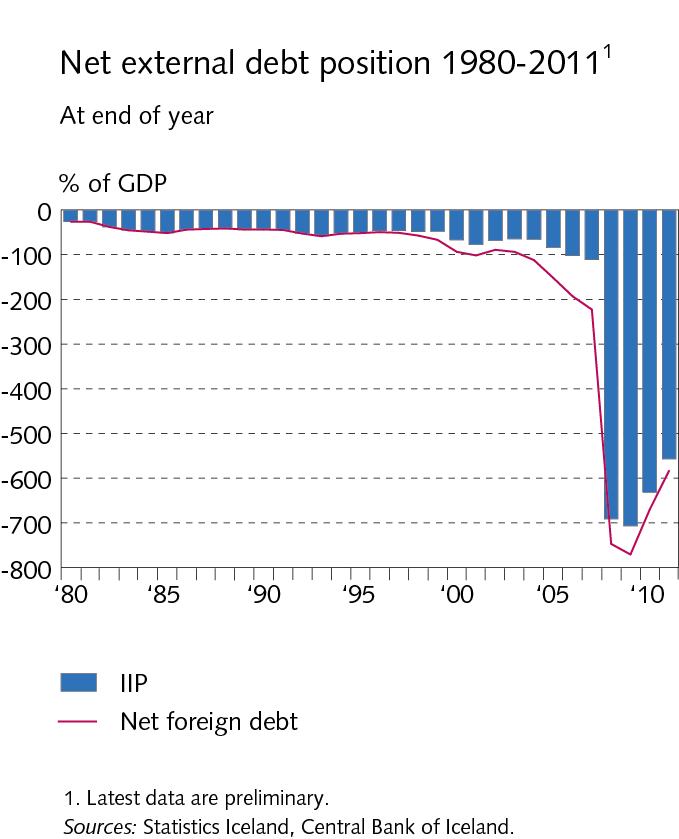 Net external debt position 1980-2011¹
At end of year
% of GDP
0
-100
-200
-300
-400
-500
-600
-700
-800
‘80 ‘85 ‘90 ‘95 ‘00 ‘05 ‘10
IIP
Net foreign debt
1. Latest data are preliminary.
Sources: Statistics Iceland, Central Bank of Iceland.